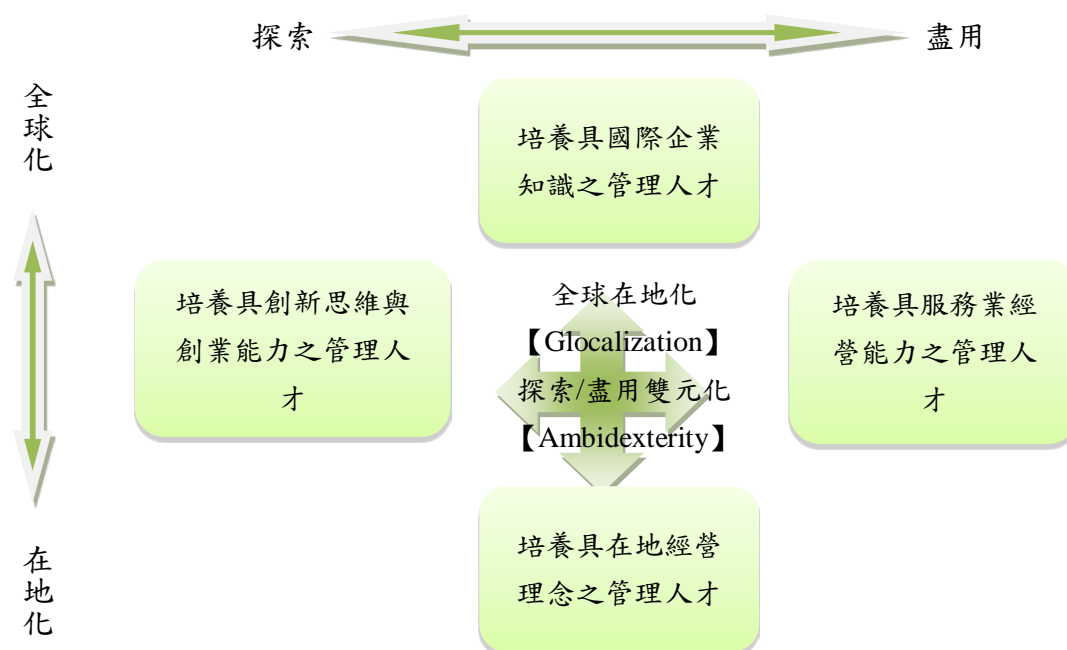 探索
盡用
全球化
培養具國際企業
知識之管理人才
培養具創新思維與
創業能力之管理人
才
全球在地化
【Glocalization】
探索/盡用雙元化
【Ambidexterity】
培養具服務業經
營能力之管理人
才
培養具在地經營
理念之管理人才
在地化